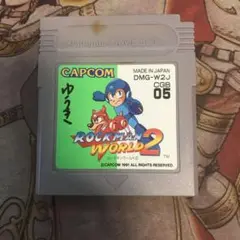 CAPCOM
MADE IN JAPAN
DMG-W2J
CGB
05
ゆうき
ROCKMAN
WORLD 2
TM
©CAPCOM 1991 ALL RIGHTS RESERVED